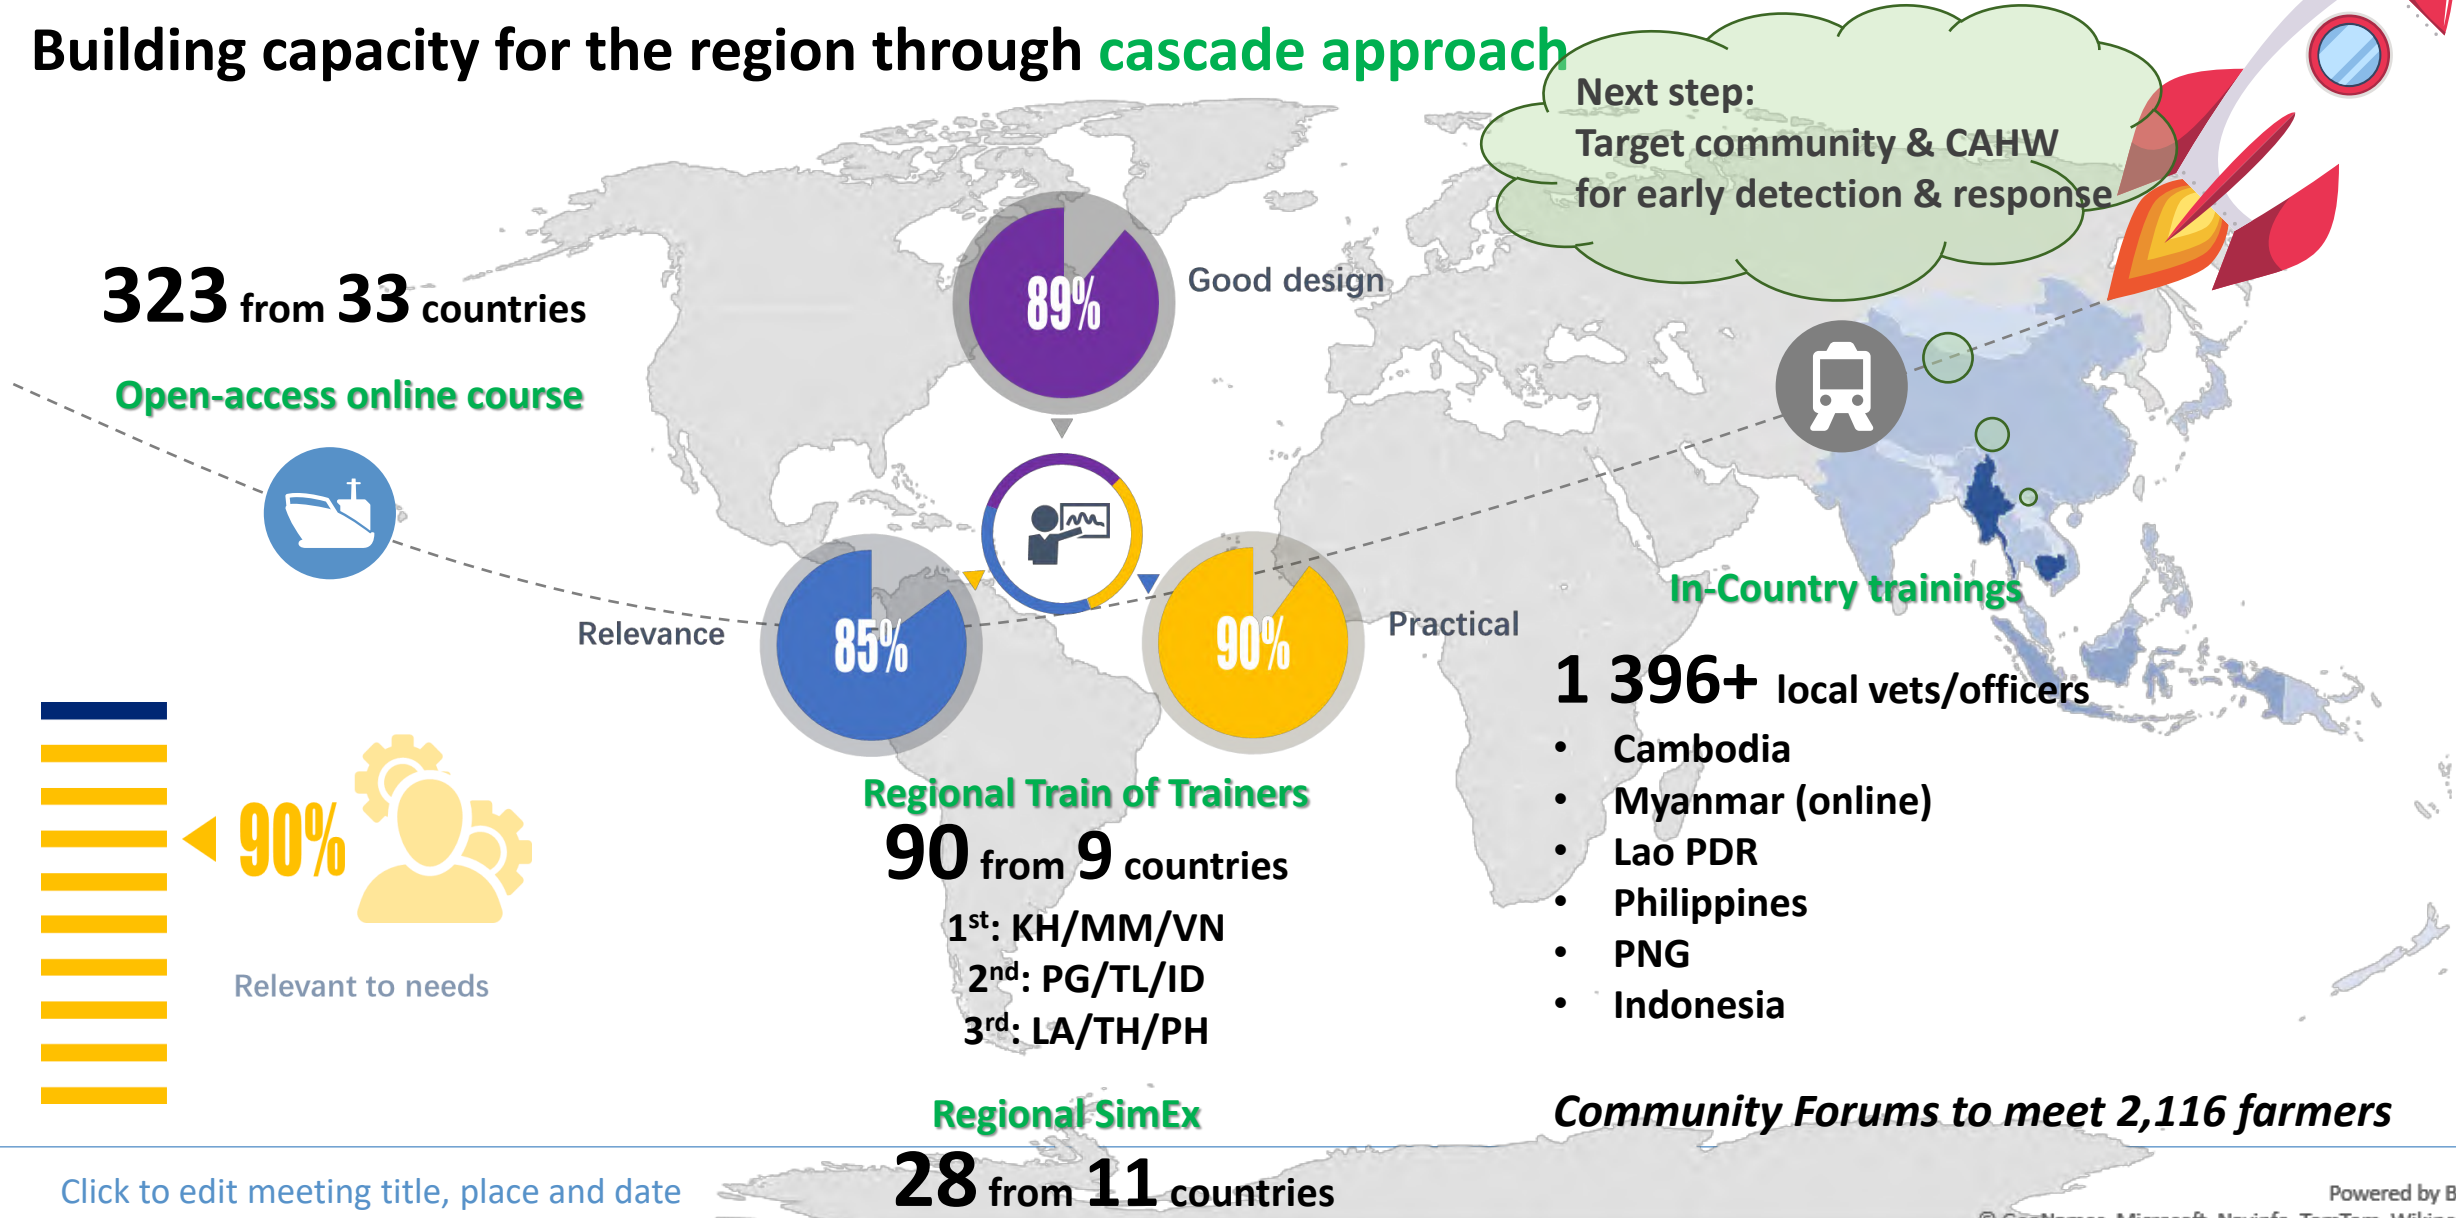 Building capacity for the region through cascade approach
Next step:
Target community & CAHW
for early detection & response
323 from 33 countries
Open-access online course
89%
Good design
85%
Relevance
90%
Practical
90%
Relevant to needs
Regional Train of Trainers
90 from 9 countries
1st: KH/MM/VN
2nd: PG/TL/ID
3rd: LA/TH/PH
Regional SimEx
28 from 11 countries
In-Country trainings
1 396+ local vets/officers
• Cambodia
• Myanmar (online)
• Lao PDR
• Philippines
• PNG
• Indonesia
Community Forums to meet 2,116 farmers
Click to edit meeting title, place and date
Powered by B